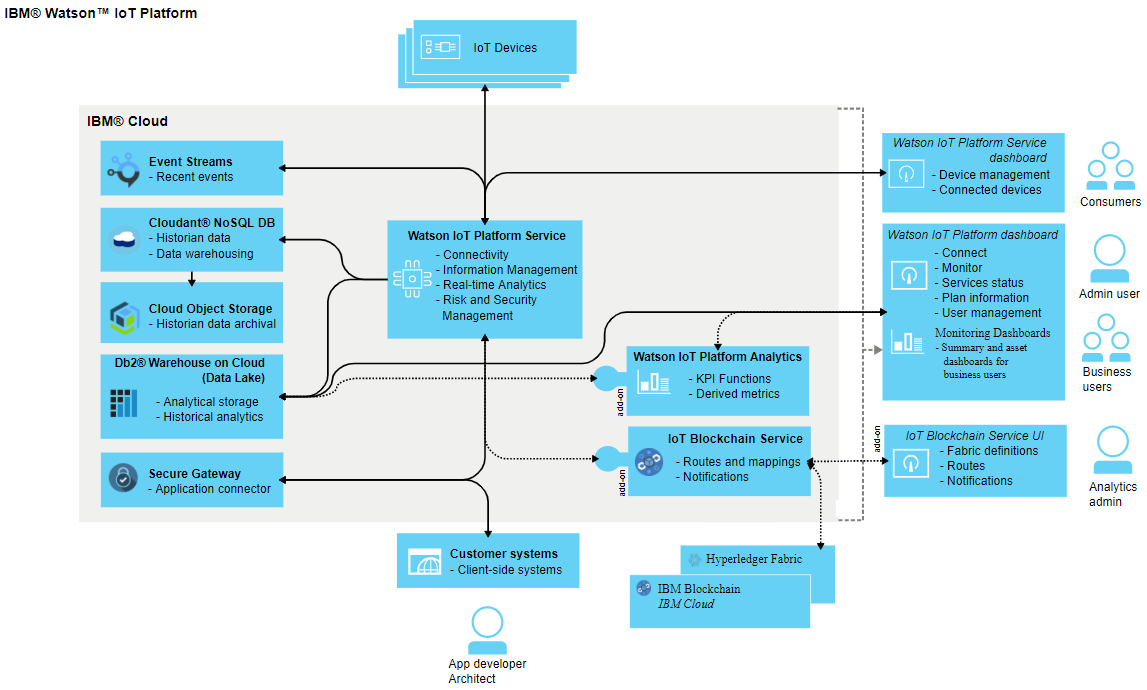 IBM® Watson™ IoT Platform
IoT Devices
IBM® Cloud
Event Streams
- Recent events
Cloudant® NoSQL DB
- Historian data
- Data warehousing
Cloud Object Storage
- Historian data archival
Db2® Warehouse on Cloud
(Data Lake)
- Analytical storage
- Historical analytics
Secure Gateway
- Application connector
Watson IoT Platform Service
- Connectivity
- Information Management
- Real-time Analytics
- Risk and Security
Management
Watson IoT Platform Analytics
- KPI Functions
- Derived metrics
add-on
IoT Blockchain Service
- Routes and mappings
- Notifications
add-on
Customer systems
- Client-side systems
Hyperledger Fabric
IBM Blockchain
IBM Cloud
App developer
Architect
Watson IoT Platform Service
dashboard
- Device management
- Connected devices
Consumers
Watson IoT Platform dashboard
- Connect
- Monitor
- Services status
- Plan information
- User management
Monitoring Dashboards
- Summary and asset
dashboards for
business users
Admin user
Business
users
add-on
IoT Blockchain Service UI
- Fabric definitions
- Routes
- Notifications
Analytics
admin